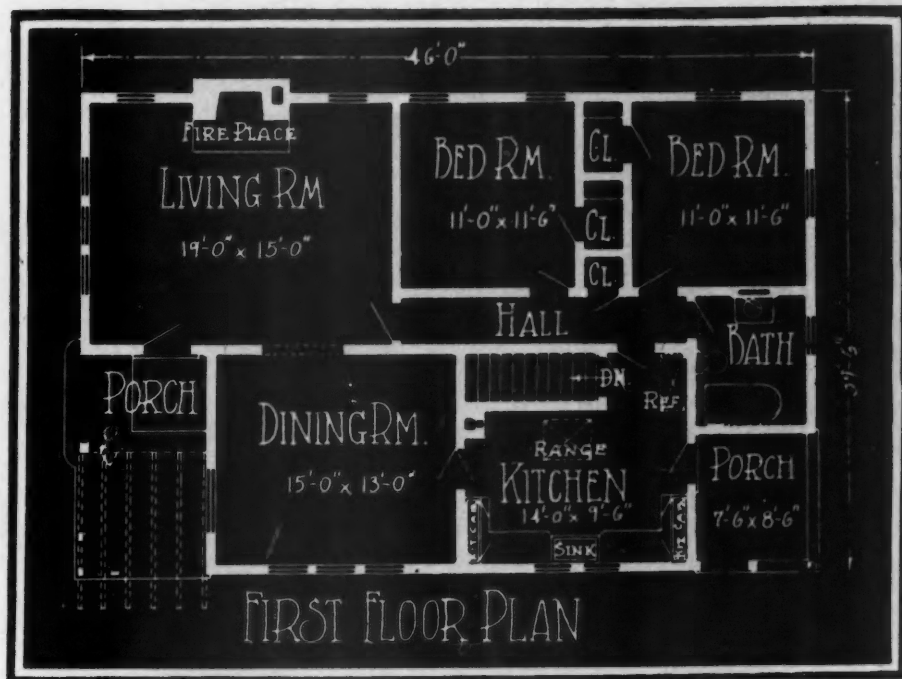 46'-0"
FIRE PLACE
LIVING RM
19'-0" x 15'-0"
BED RM.
11'-0" x 11'-6"
CL.
CL.
CL.
BED RM.
11'-0" x 11'-6"
HALL
BATH
PORCH
DINING RM.
15'-0" x 13'-0"
DN.
REF.
RANGE
KITCHEN
14'-0" x 9'-6"
SINK
PORCH
7'-6" x 8'-6"
FIRST FLOOR PLAN